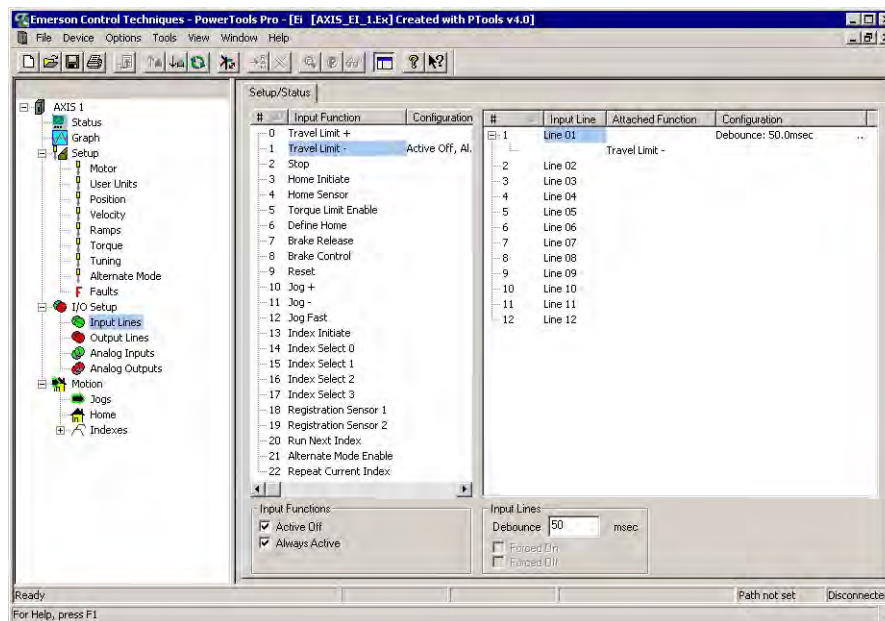 Emerson Control Techniques - PowerTools Pro - [Ei [AXIS_EI_1.Ex] Created with PTools v4.0]
File Device Options Tools View Window Help
AXIS 1
Status
Graph
Setup
Motor
User Units
Position
Velocity
Ramps
Torque
Tuning
Alternate Mode
F Faults
I/O Setup
Input Lines
Output Lines
Analog Inputs
Analog Outputs
Motion
Jogs
Home
Indexes
Setup/Status
# Input Function Configuration
0 Travel Limit +
1 Travel Limit - Active Off, Al..
2 Stop
3 Home Initiate
4 Home Sensor
5 Torque Limit Enable
6 Define Home
7 Brake Release
8 Brake Control
9 Reset
10 Jog +
11 Jog -
12 Jog Fast
13 Index Initiate
14 Index Select 0
15 Index Select 1
16 Index Select 2
17 Index Select 3
18 Registration Sensor 1
19 Registration Sensor 2
20 Run Next Index
21 Alternate Mode Enable
22 Repeat Current Index
# Input Line Attached Function Configuration
1 Line 01 Debounce: 50.0msec ..
Travel Limit -
2 Line 02
3 Line 03
4 Line 04
5 Line 05
6 Line 06
7 Line 07
8 Line 08
9 Line 09
10 Line 10
11 Line 11
12 Line 12
Input Functions
Active Off
Always Active
Input Lines
Debounce 50 msec
Forced On
Forced Off
Ready
Path not set Disconnecte
For Help, press F1